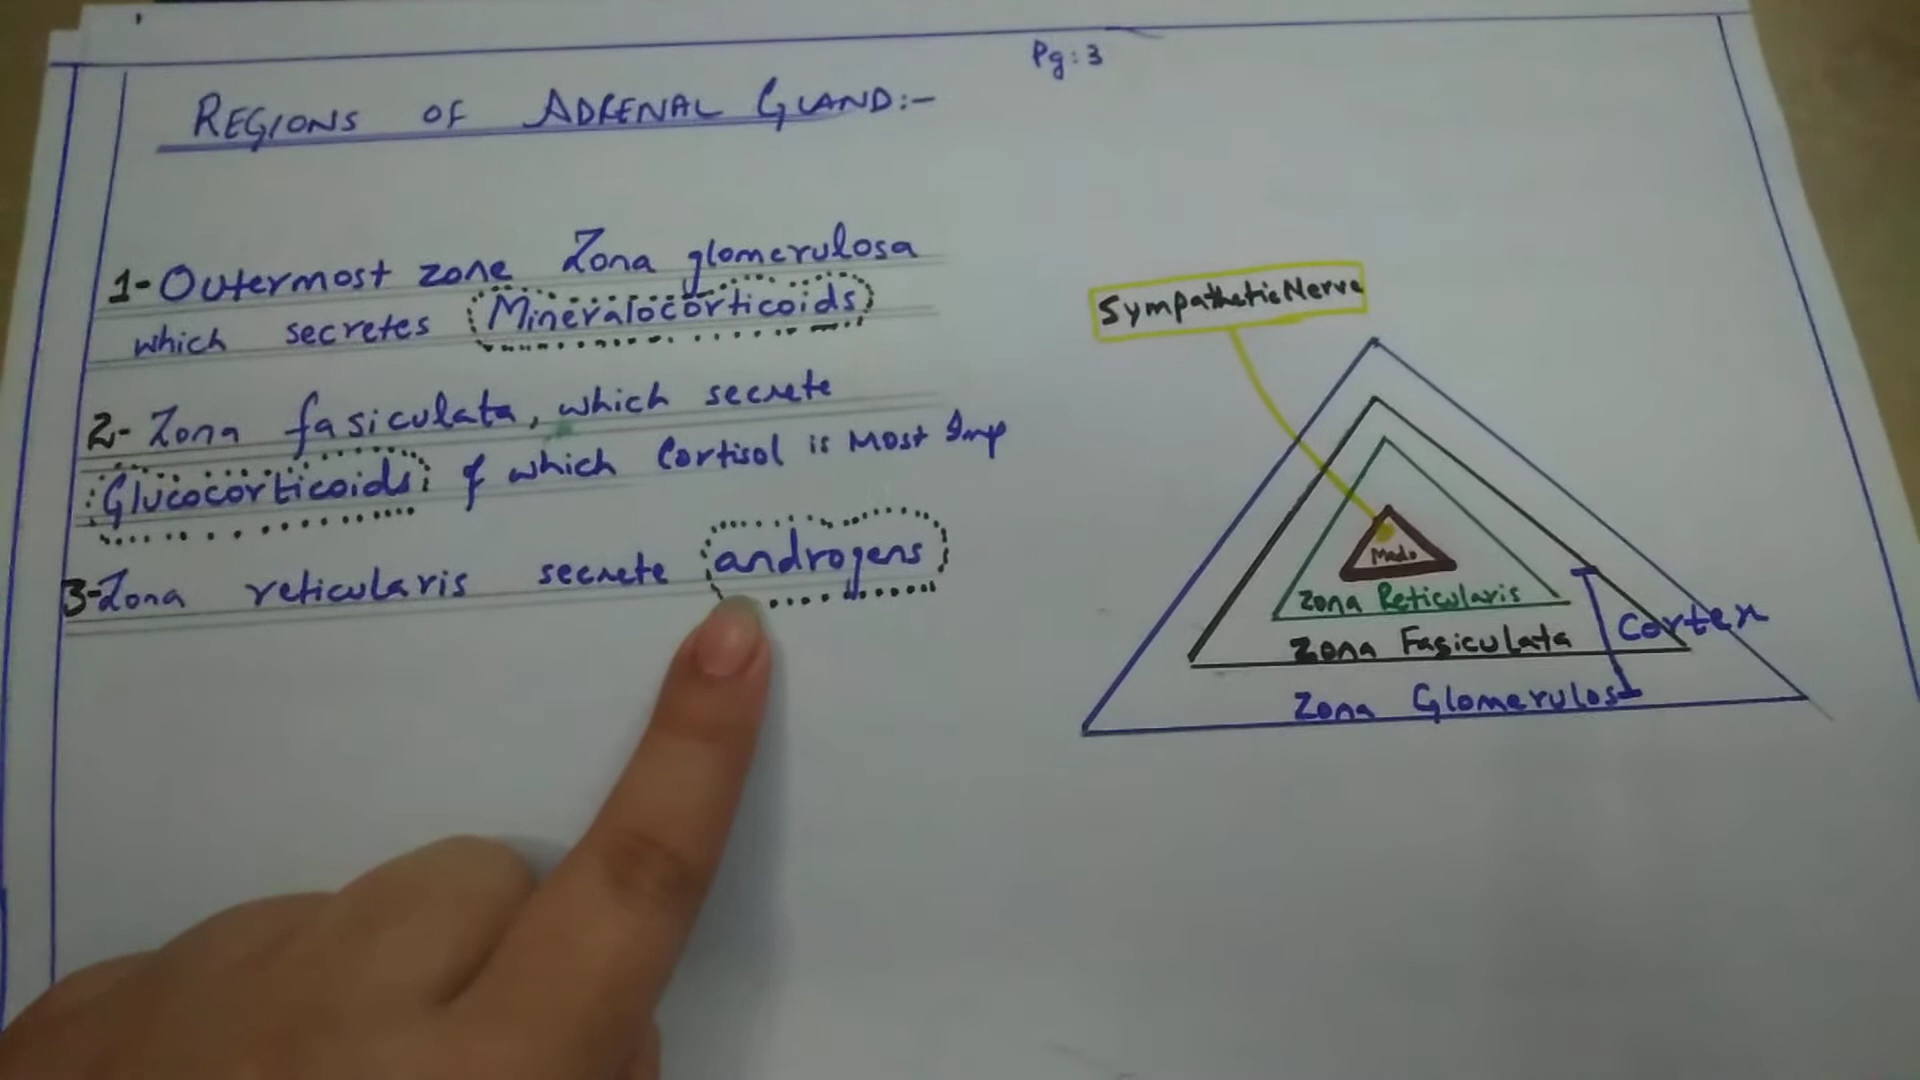 Pg: 3
REGIONS OF ADRENAL GLAND:-
1- Outermost zone Zona glomerulosa
which secretes Mineralocorticoids
2- Zona fasiculata, which secrete
Glucocorticoids of which Cortisol is Most Imp
3- Zona reticularis secrete androgens
Sympathetic Nerve
Med.
Zona Reticularis
Zona Fasiculata
Cortex
Zona Glomerulos